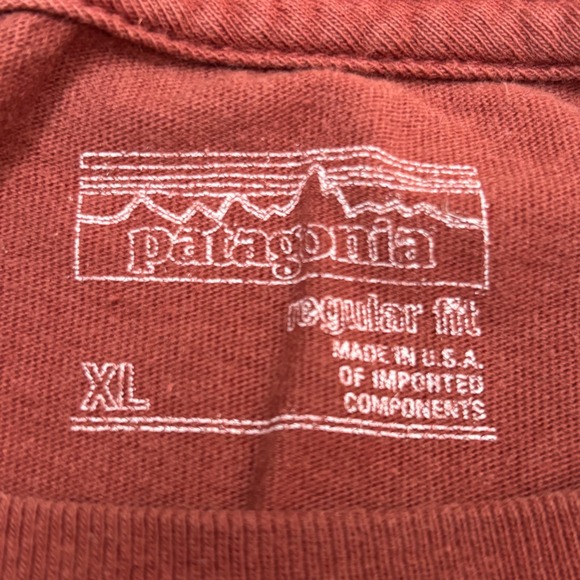 patagonia
regular fit
XL
MADE IN U.S.A.
OF IMPORTED
COMPONENTS